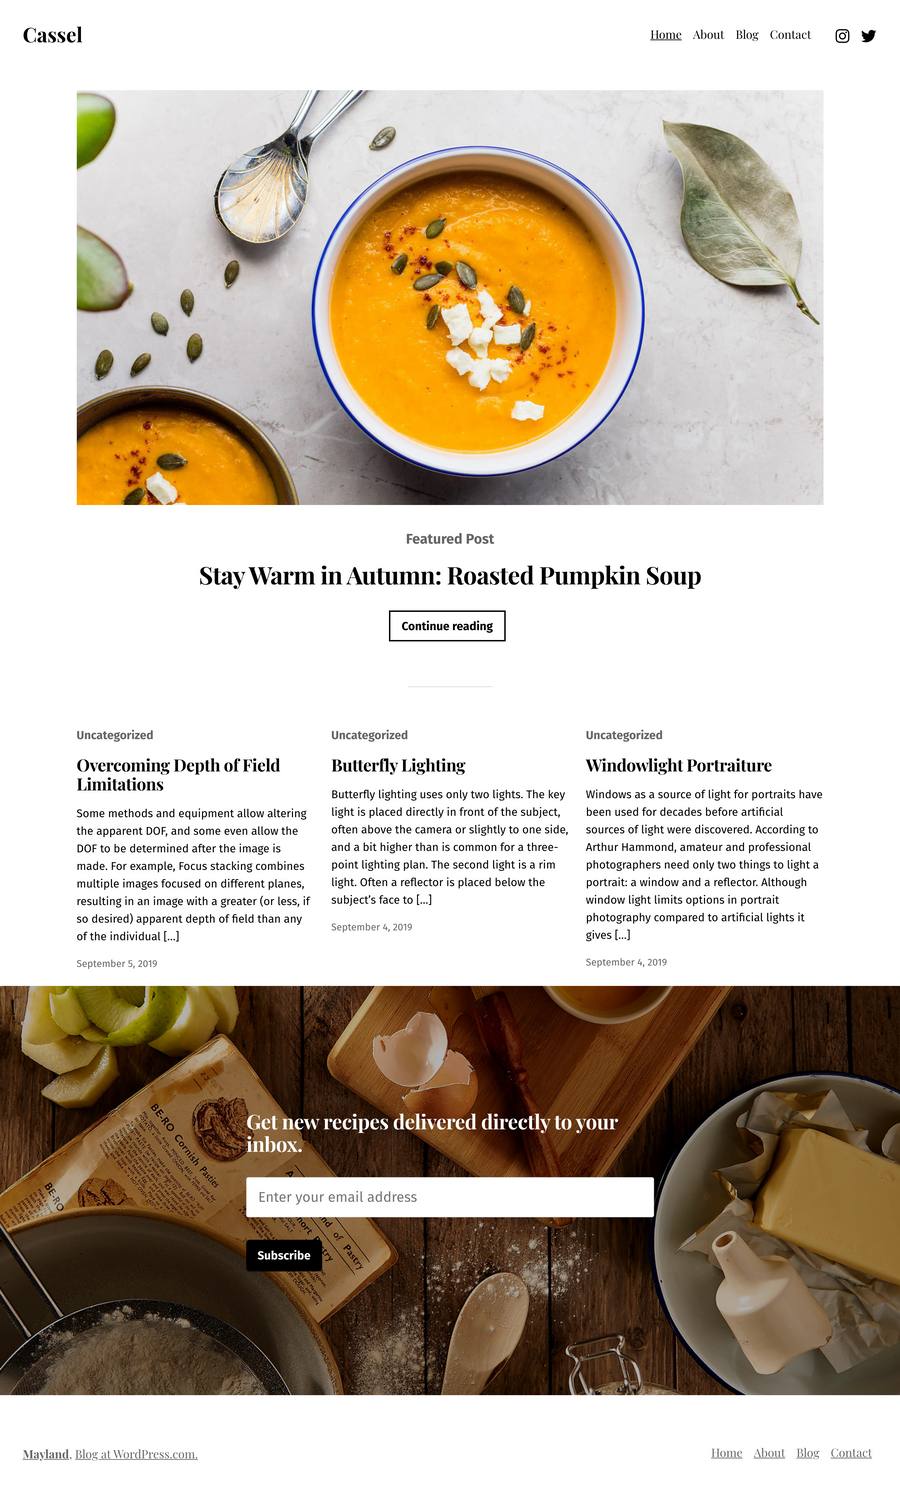 Cassel
Home About Blog Contact
Featured Post
Stay Warm in Autumn: Roasted Pumpkin Soup
Continue reading
Uncategorized
Overcoming Depth of Field
Limitations
Some methods and equipment allow altering
the apparent DOF, and some even allow the
DOF to be determined after the image is
made. For example, Focus stacking combines
multiple images focused on different planes,
resulting in an image with a greater (or less, if
so desired) apparent depth of field than any
of the individual [...]
September 5, 2019
Uncategorized
Butterfly Lighting
Butterfly lighting uses only two lights. The key
light is placed directly in front of the subject,
often above the camera or slightly to one side,
and a bit higher than is common for a three-
point lighting plan. The second light is a rim
light. Often a reflector is placed below the
subject’s face to [...]
September 4, 2019
Uncategorized
Windowlight Portraiture
Windows as a source of light for portraits have
been used for decades before artificial
sources of light were discovered. According to
Arthur Hammond, amateur and professional
photographers need only two things to light a
portrait: a window and a reflector. Although
window light limits options in portrait
photography compared to artificial lights it
gives [...]
September 4, 2019
BE-RO Cornish Pasties
BE-RO
Get new recipes delivered directly to your
inbox.
Enter your email address
Subscribe
of Pastry
Pastry
Mayland, Blog at WordPress.com.
Home About Blog Contact